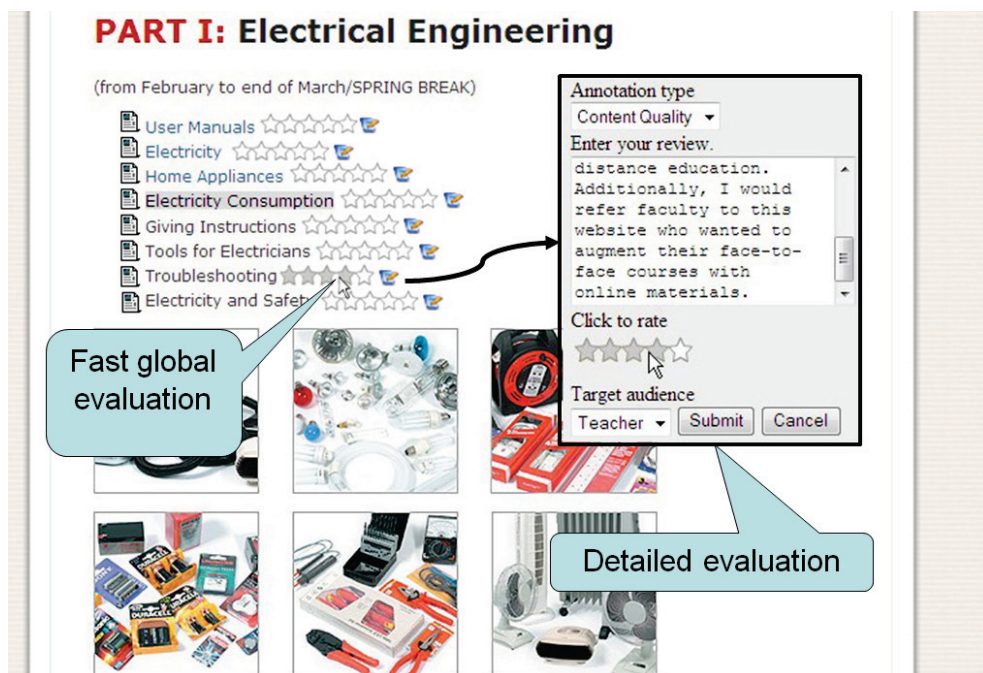 PART I: Electrical Engineering
(from February to end of March/SPRING BREAK)
User Manuals
Electricity
Home Appliances
Electricity Consumption
Giving Instructions
Tools for Electricians
Troubleshooting
Electricity and Safety
Annotation type
Content Quality
Enter your review.
distance education.
Additionally, I would
refer faculty to this
website who wanted to
augment their face-to-
face courses with
online materials.
Click to rate
Target audience
Teacher
Submit
Cancel
Fast global
evaluation
Detailed evaluation
DURACELL
DURACELL